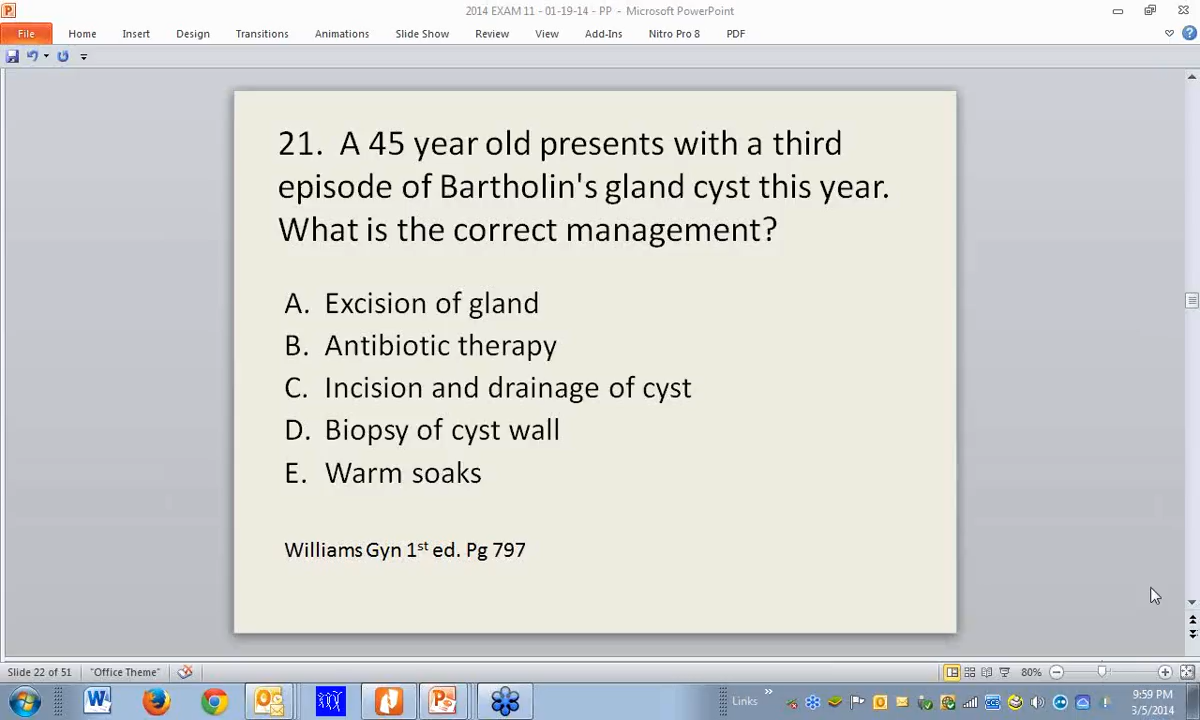 2014 EXAM 11 - 01-19-14 - PP - Microsoft PowerPoint
File Home Insert Design Transitions Animations Slide Show Review View Add-Ins Nitro Pro 8 PDF
21. A 45 year old presents with a third
episode of Bartholin's gland cyst this year.
What is the correct management?
A. Excision of gland
B. Antibiotic therapy
C. Incision and drainage of cyst
D. Biopsy of cyst wall
E. Warm soaks
Williams Gyn 1st ed. Pg 797
Slide 22 of 51 "Office Theme" 80%
Links » 9:59 PM
3/5/2014